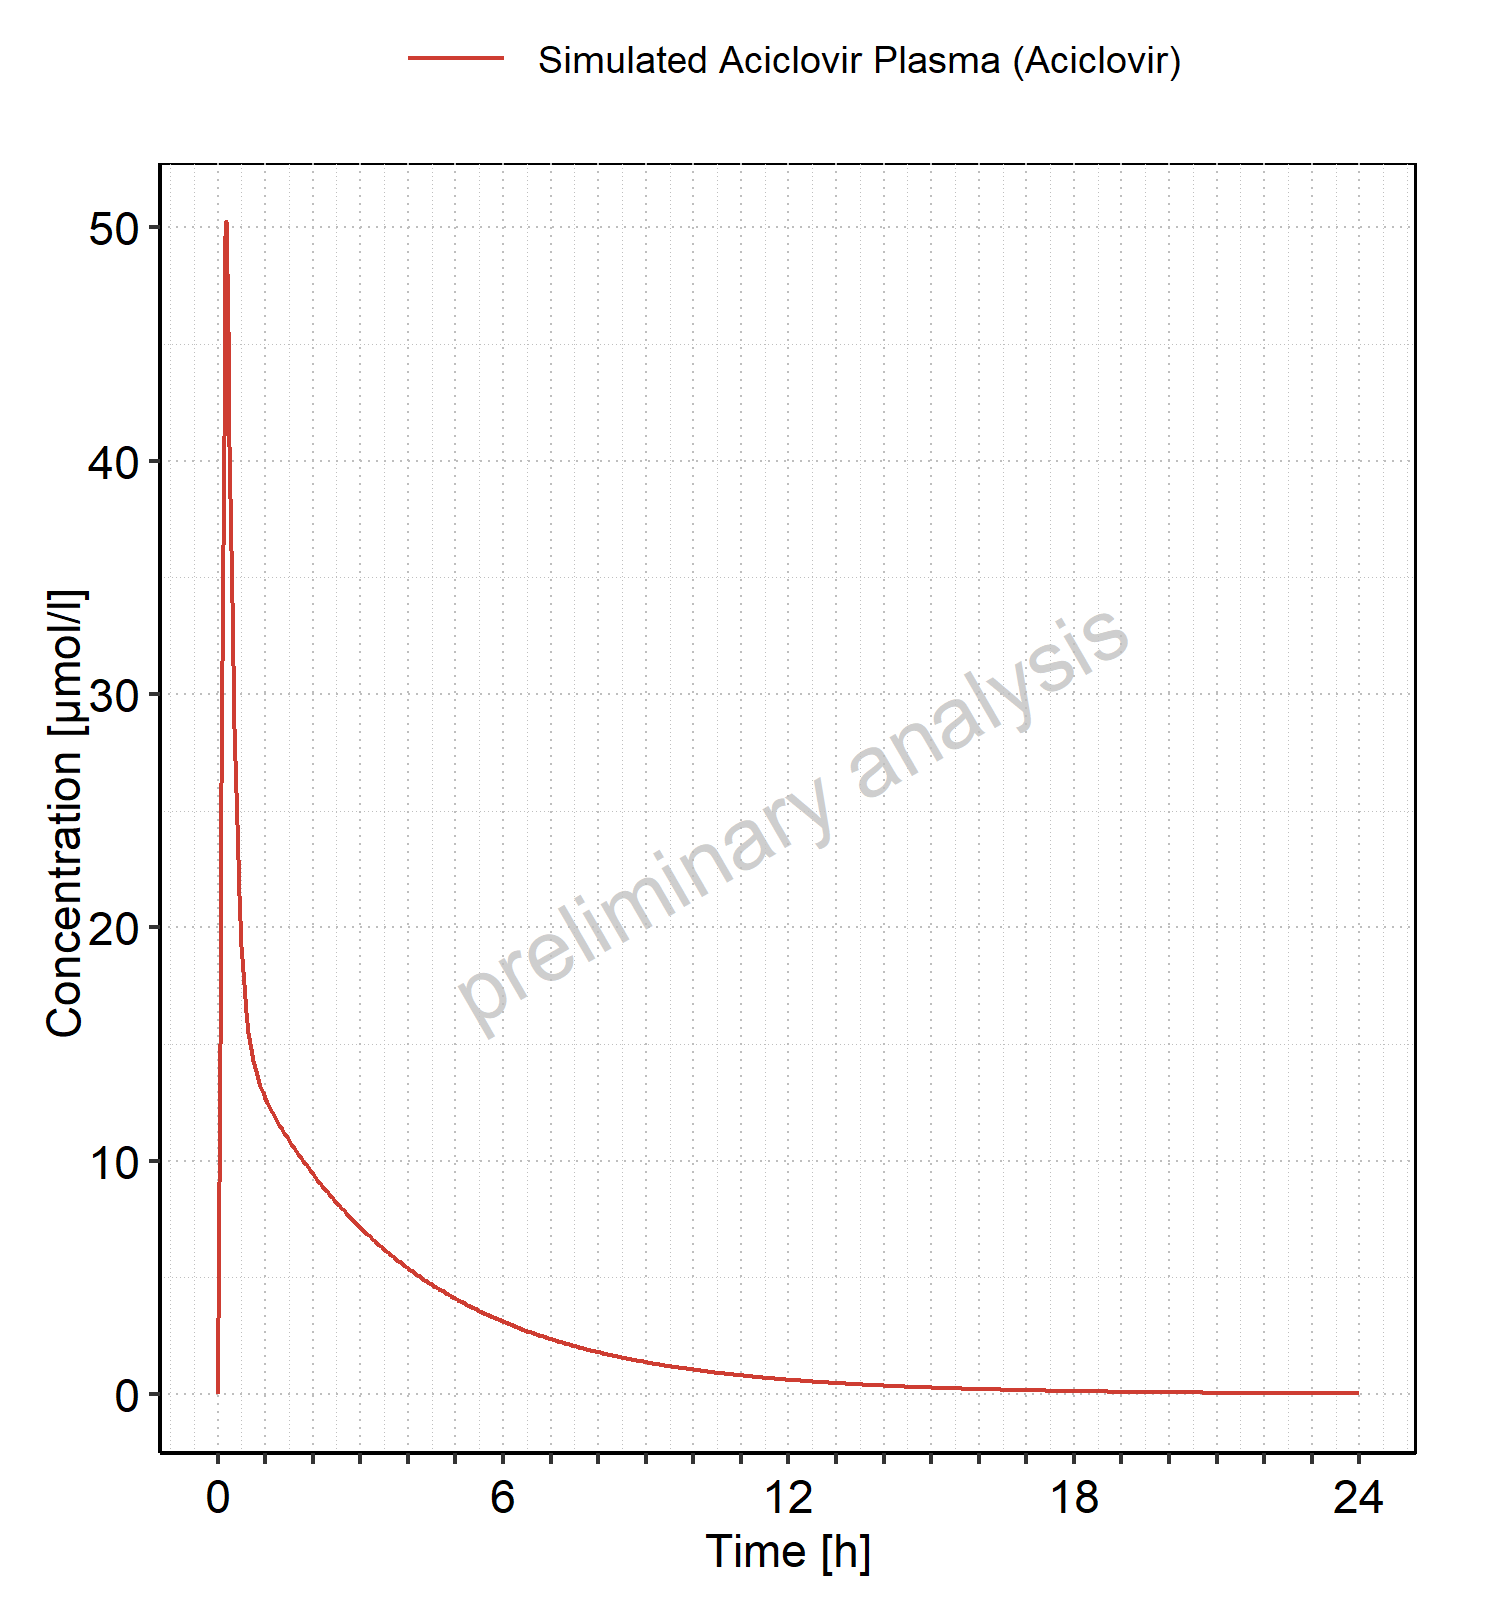 Simulated Aciclovir Plasma (Aciclovir)
50
40
30
20
10
0
Concentration [µmol/l]
preliminary analysis
0 6 12 18 24
Time [h]